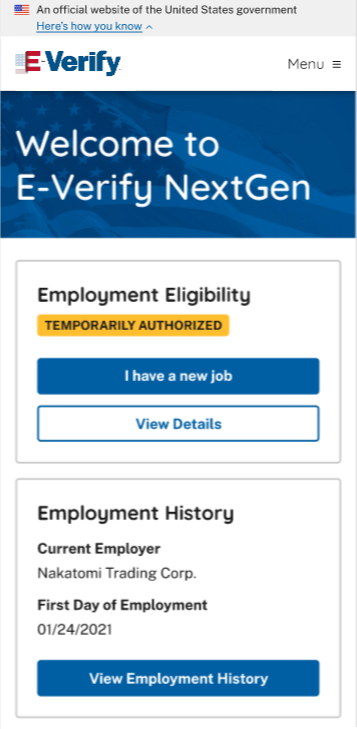 An official website of the United States government
Here's how you know
E-Verify
Menu
Welcome to
E-Verify NextGen
Employment Eligibility
TEMPORARILY AUTHORIZED
I have a new job
View Details
Employment History
Current Employer
Nakatomi Trading Corp.
First Day of Employment
01/24/2021
View Employment History